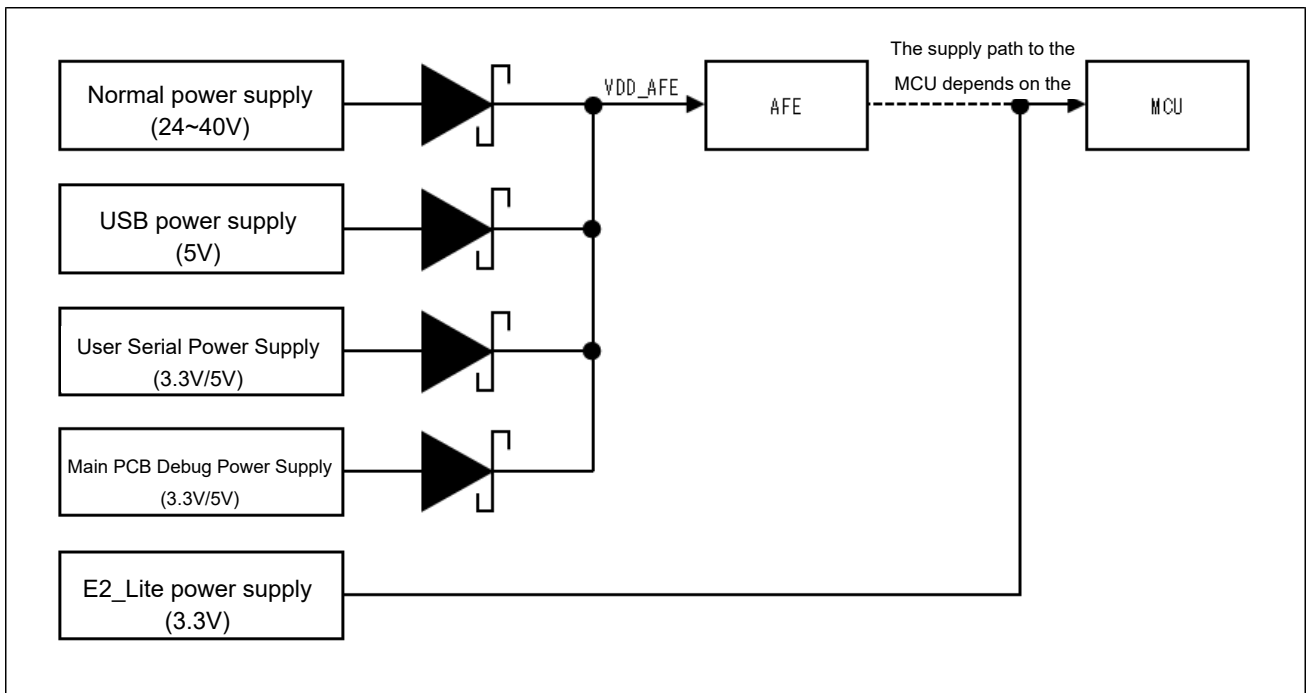 Normal power supply
(24~40V)
VDD_AFE
AFE
The supply path to the
MCU depends on the
MCU
USB power supply
(5V)
User Serial Power Supply
(3.3V/5V)
Main PCB Debug Power Supply
(3.3V/5V)
E2_Lite power supply
(3.3V)